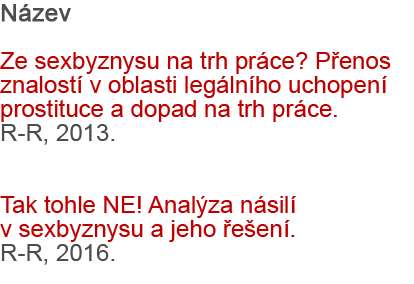 Název
Ze sexbyznysu na trh práce? Přenos
znalostí v oblasti legálního uchopení
prostituce a dopad na trh práce.
R-R, 2013.
Tak tohle NE! Analýza násilí
v sexbyznysu a jeho řešení.
R-R, 2016.